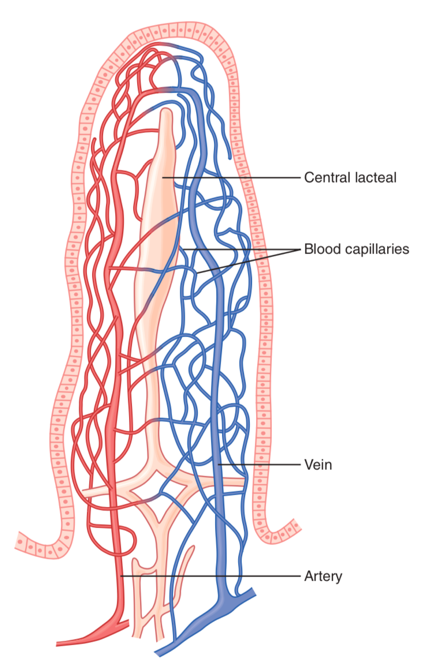 Central lacteal
Blood capillaries
Vein
Artery